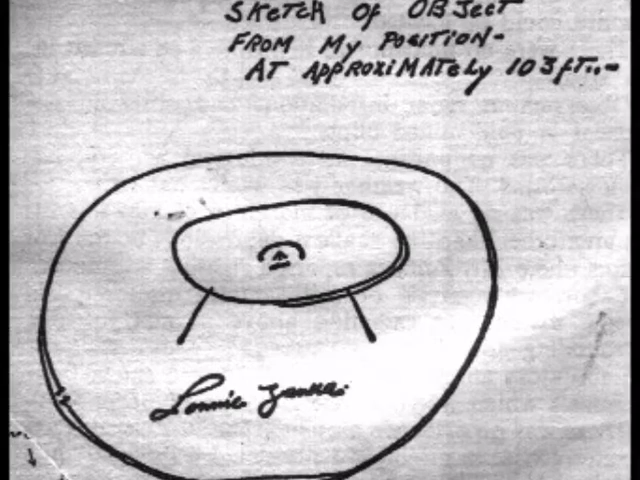 SKETCH OF OBJECT
FROM My POSITION-
AT APPROXIMATELY 103 fT..-
Lonnie Zamora